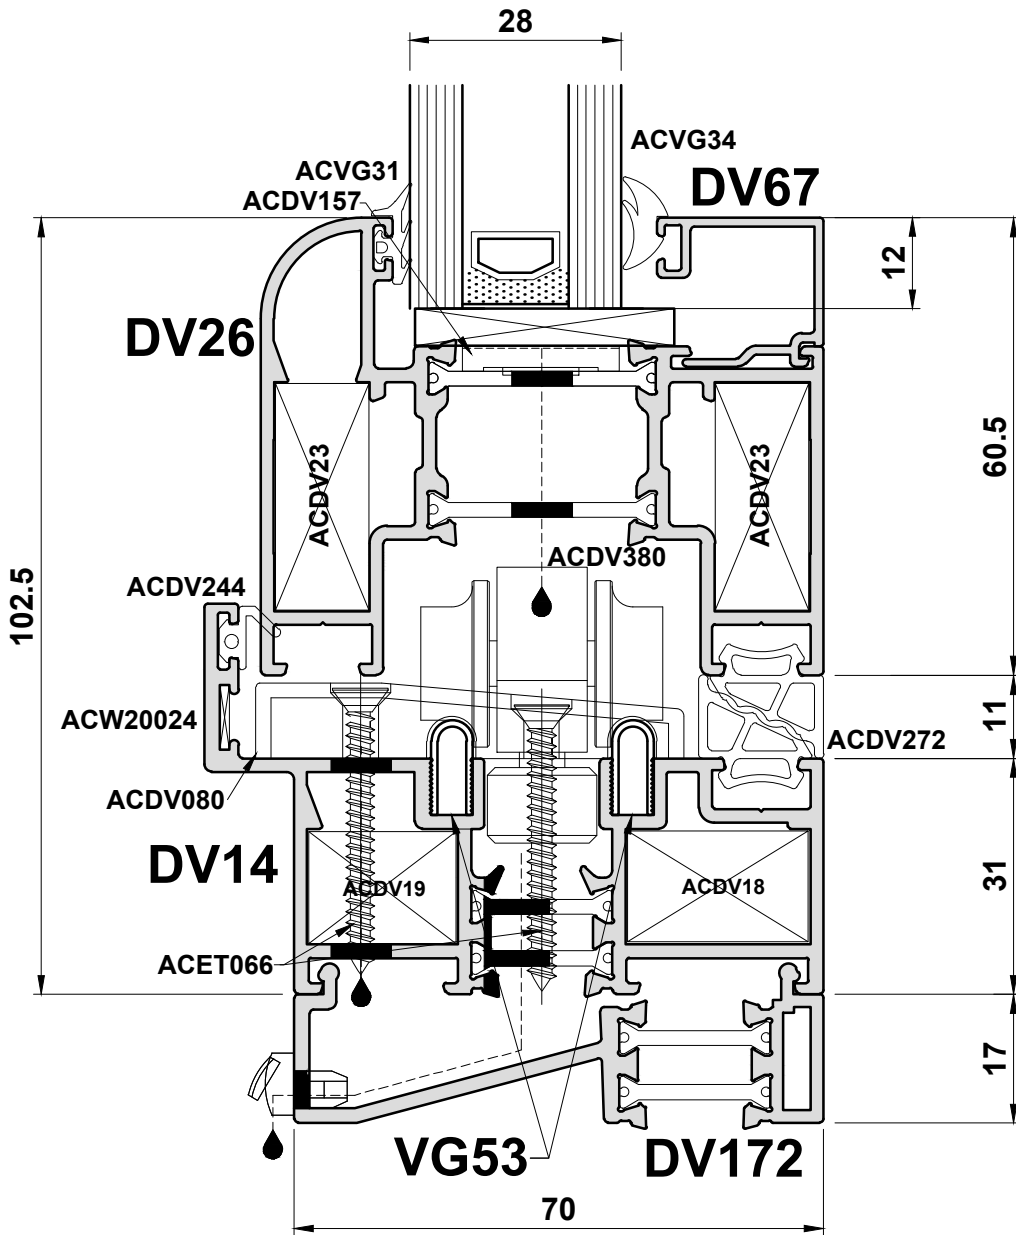 28
ACVG34
ACVG31
DV67
ACDV157
12
DV26
60.5
ACDV23
ACDV23
ACDV380
102.5
ACDV244
ACW20024
11
ACDV272
ACDV080
DV14
ACDV19
ACDV18
31
ACET066
17
VG53
DV172
70